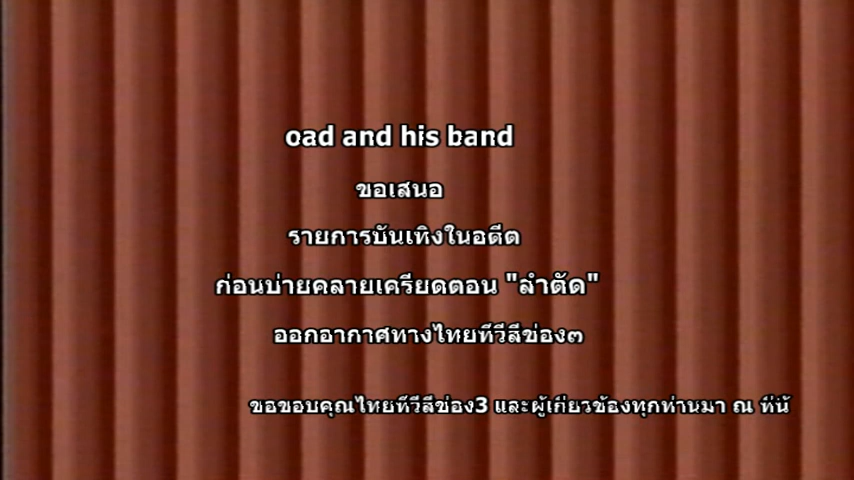 oad and his band
ขอเสนอ
รายการบันเทิงในอดีต
ก่อนบ่ายคลายเครียดตอน "ลำตัด"
ออกอากาศทางไทยทีวีสีช่อง๓
ขอขอบคุณไทยทีวีสีช่อง3 และผู้เกี่ยวข้องทุกท่านมา ณ ที่นี้